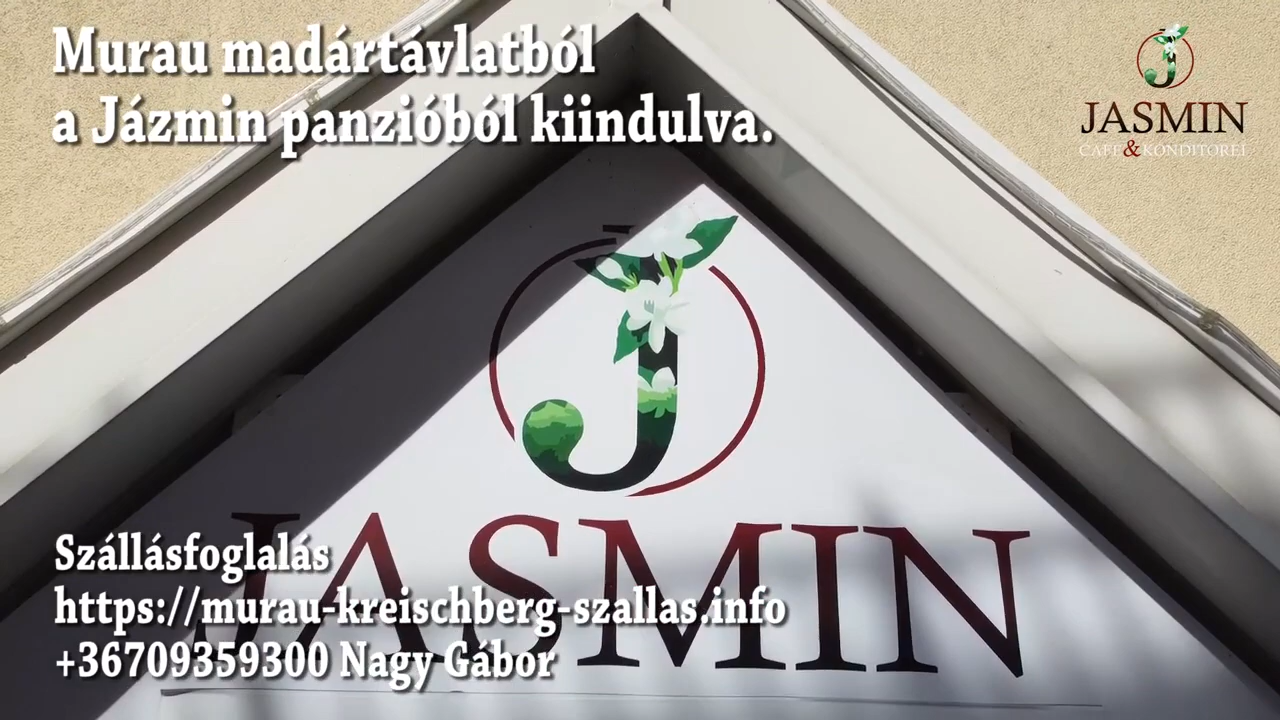 Murau madártávlatból
a Jázmin panzióból kiindulva.
JASMIN
CAFE & KONDITOREI
J
JASMIN
Szállásfoglalás
https://murau-kreischberg-szallas.info
+36709359300 Nagy Gábor